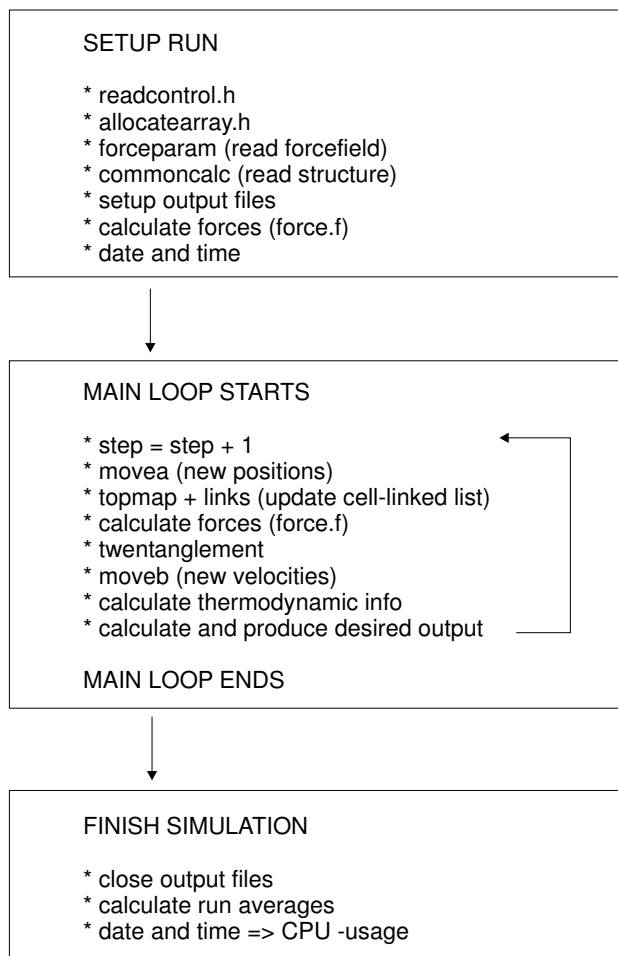 SETUP RUN
* readcontrol.h
* allocatearray.h
* forceparam (read forcefield)
* commoncalc (read structure)
* setup output files
* calculate forces (force.f)
* date and time
MAIN LOOP STARTS
* step = step + 1
* movea (new positions)
* topmap + links (update cell-linked list)
* calculate forces (force.f)
* twentanglement
* moveb (new velocities)
* calculate thermodynamic info
* calculate and produce desired output
MAIN LOOP ENDS
FINISH SIMULATION
* close output files
* calculate run averages
* date and time => CPU -usage